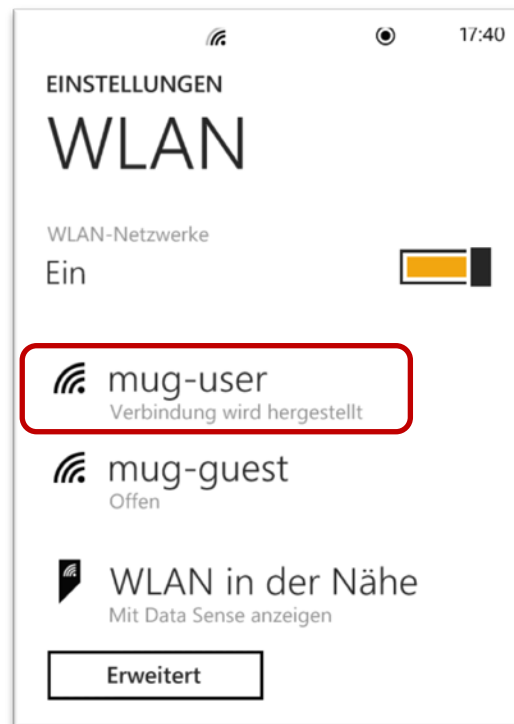 17:40
EINSTELLUNGEN
WLAN
WLAN-Netzwerke
Ein
mug-user
Verbindung wird hergestellt
mug-guest
Offen
WLAN in der Nähe
Mit Data Sense anzeigen
Erweitert